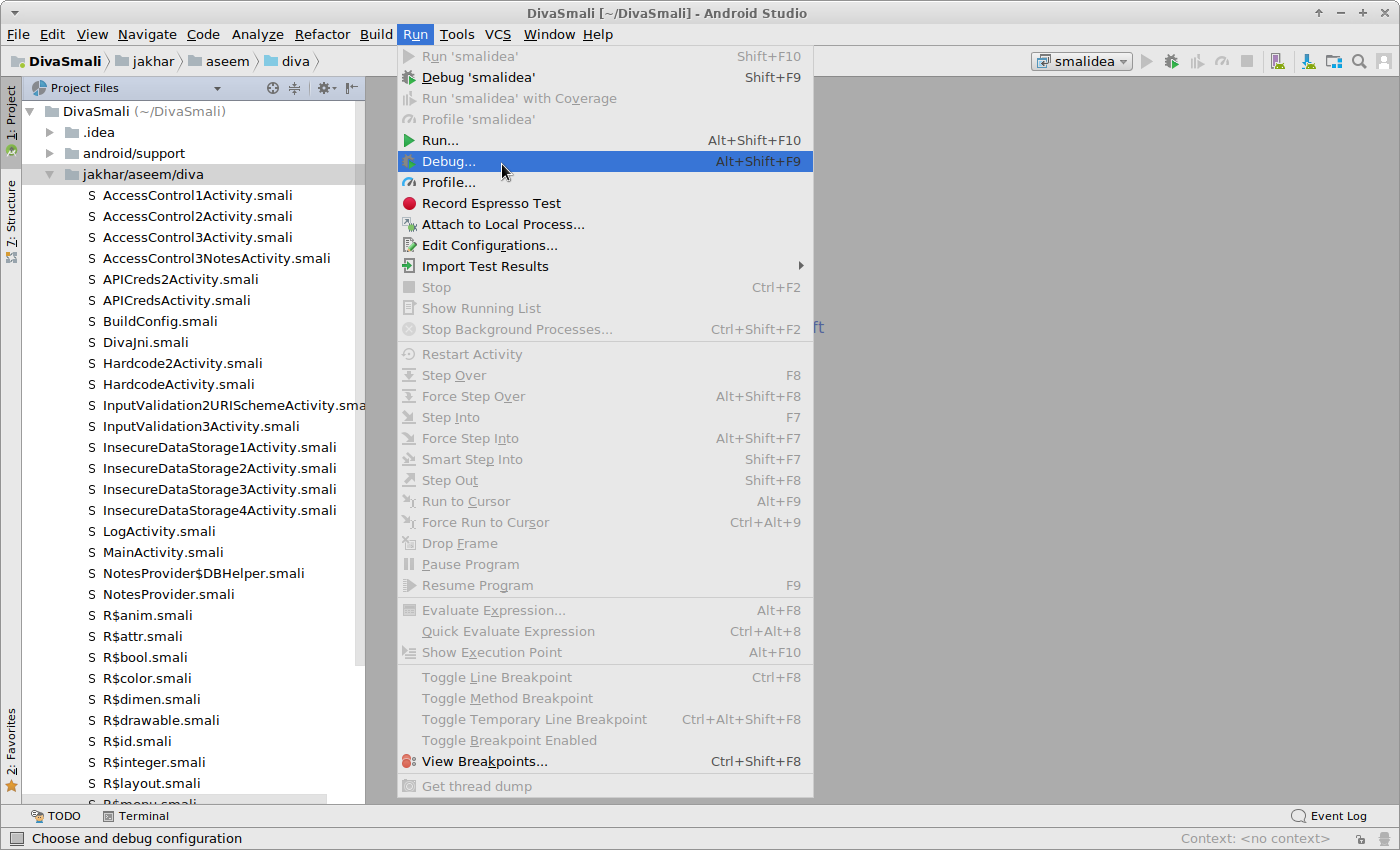 DivaSmali [~/DivaSmali] - Android Studio
File Edit View Navigate Code Analyze Refactor Build Run Tools VCS Window Help
DivaSmali jakhar aseem diva smalidea
1: Project
7: Structure
2: Favorites
Project Files
DivaSmali (~/DivaSmali)
.idea
android/support
jakhar/aseem/diva
S AccessControl1Activity.smali
S AccessControl2Activity.smali
S AccessControl3Activity.smali
S AccessControl3NotesActivity.smali
S APICreds2Activity.smali
S APICredsActivity.smali
S BuildConfig.smali
S DivaJni.smali
S Hardcode2Activity.smali
S HardcodeActivity.smali
S InputValidation2URISchemeActivity.sma
S InputValidation3Activity.smali
S InsecureDataStorage1Activity.smali
S InsecureDataStorage2Activity.smali
S InsecureDataStorage3Activity.smali
S InsecureDataStorage4Activity.smali
S LogActivity.smali
S MainActivity.smali
S NotesProvider$DBHelper.smali
S NotesProvider.smali
S R$anim.smali
S R$attr.smali
S R$bool.smali
S R$color.smali
S R$dimen.smali
S R$drawable.smali
S R$id.smali
S R$integer.smali
S R$layout.smali
S R$menu.smali
Run 'smalidea' Shift+F10
Debug 'smalidea' Shift+F9
Run 'smalidea' with Coverage
Profile 'smalidea'
Run... Alt+Shift+F10
Debug... Alt+Shift+F9
Profile...
Record Espresso Test
Attach to Local Process...
Edit Configurations...
Import Test Results
Stop Ctrl+F2
Show Running List
Stop Background Processes... Ctrl+Shift+F2
Restart Activity
Step Over F8
Force Step Over Alt+Shift+F8
Step Into F7
Force Step Into Alt+Shift+F7
Smart Step Into Shift+F7
Step Out Shift+F8
Run to Cursor Alt+F9
Force Run to Cursor Ctrl+Alt+9
Drop Frame
Pause Program
Resume Program F9
Evaluate Expression... Alt+F8
Quick Evaluate Expression Ctrl+Alt+8
Show Execution Point Alt+F10
Toggle Line Breakpoint Ctrl+F8
Toggle Method Breakpoint
Toggle Temporary Line Breakpoint Ctrl+Alt+Shift+F8
Toggle Breakpoint Enabled
View Breakpoints... Ctrl+Shift+F8
Get thread dump
ft
TODO Terminal Event Log
Choose and debug configuration Context: <no context>